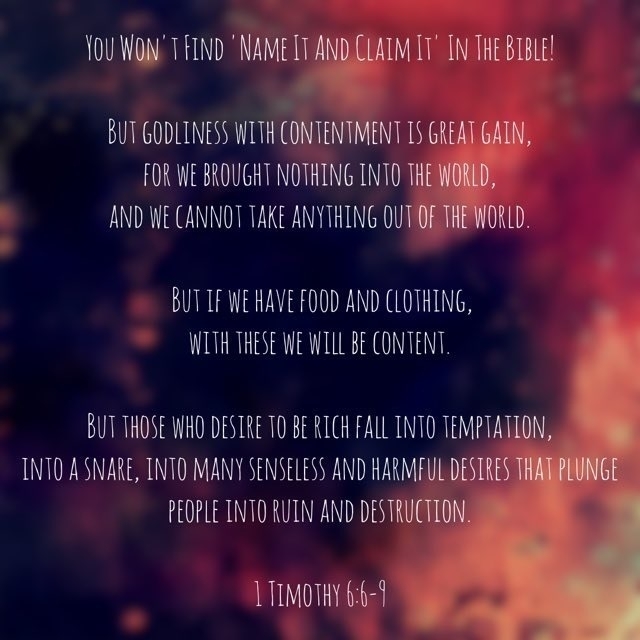 You Won't Find 'Name It And Claim It' In The Bible!
But godliness with contentment is great gain,
for we brought nothing into the world,
and we cannot take anything out of the world.
But if we have food and clothing,
with these we will be content.
But those who desire to be rich fall into temptation,
into a snare, into many senseless and harmful desires that plunge
people into ruin and destruction.
1 Timothy 6:6-9